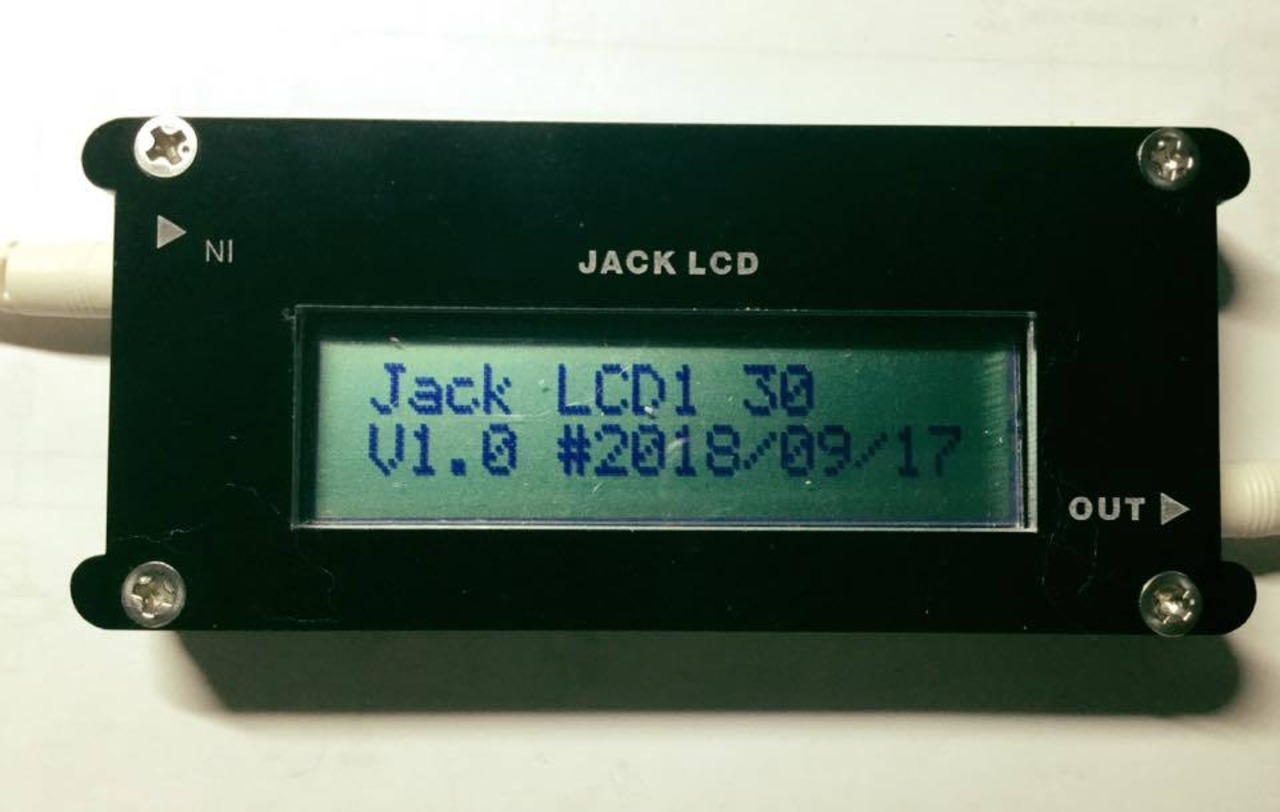 NI
JACK LCD
Jack LCD1 30
V1.0 #2018/09/17
OUT